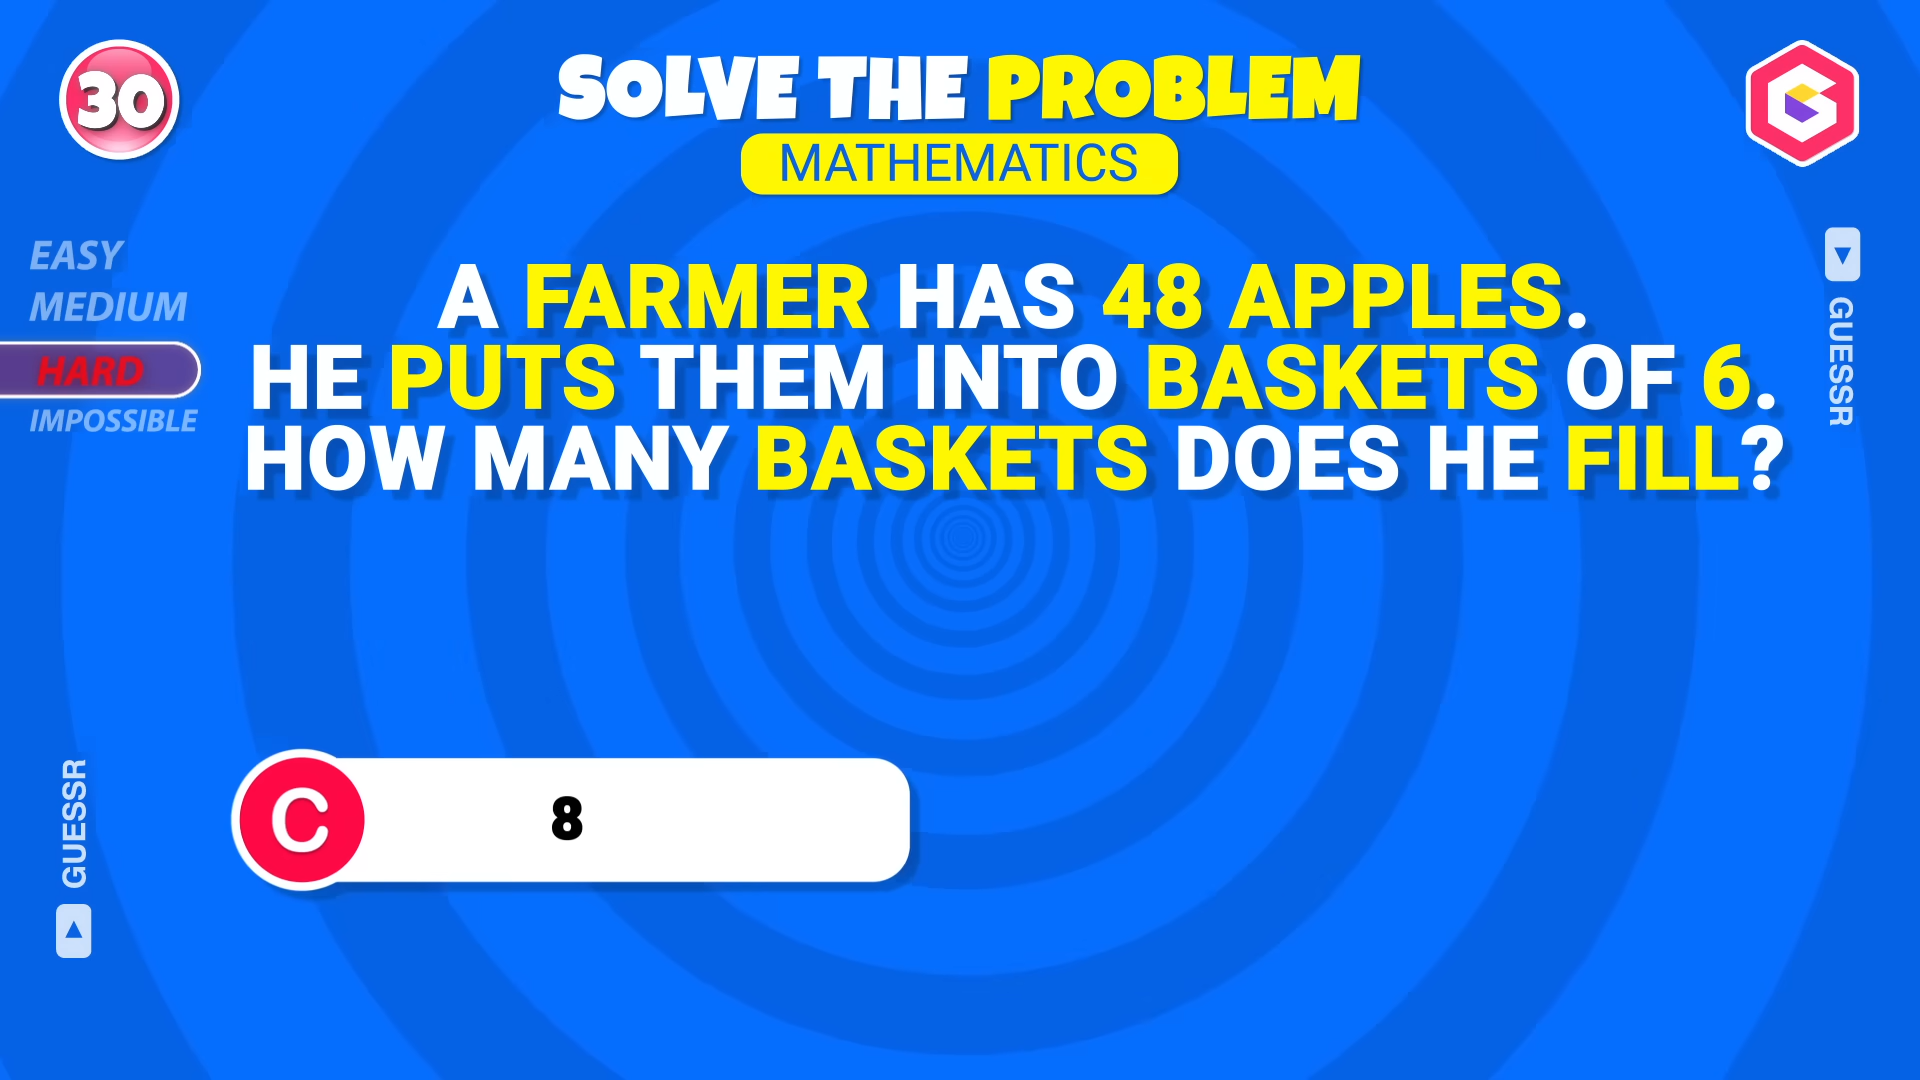 30
SOLVE THE PROBLEM
MATHEMATICS
EASY
MEDIUM
HARD
IMPOSSIBLE
A FARMER HAS 48 APPLES.
HE PUTS THEM INTO BASKETS OF 6.
HOW MANY BASKETS DOES HE FILL?
GUESSR
C 8
GUESSR